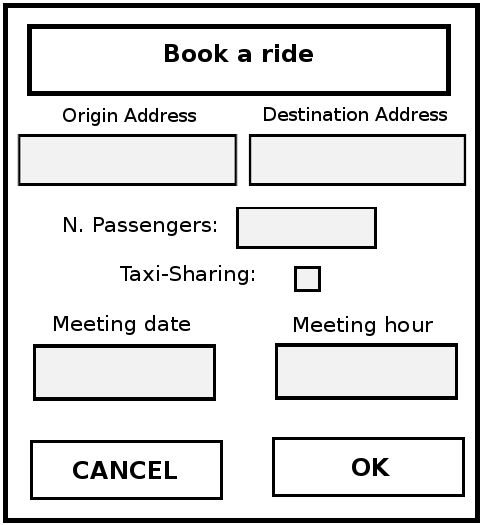 Book a ride
Origin Address
Destination Address
N. Passengers:
Taxi-Sharing:
Meeting date
Meeting hour
CANCEL
OK